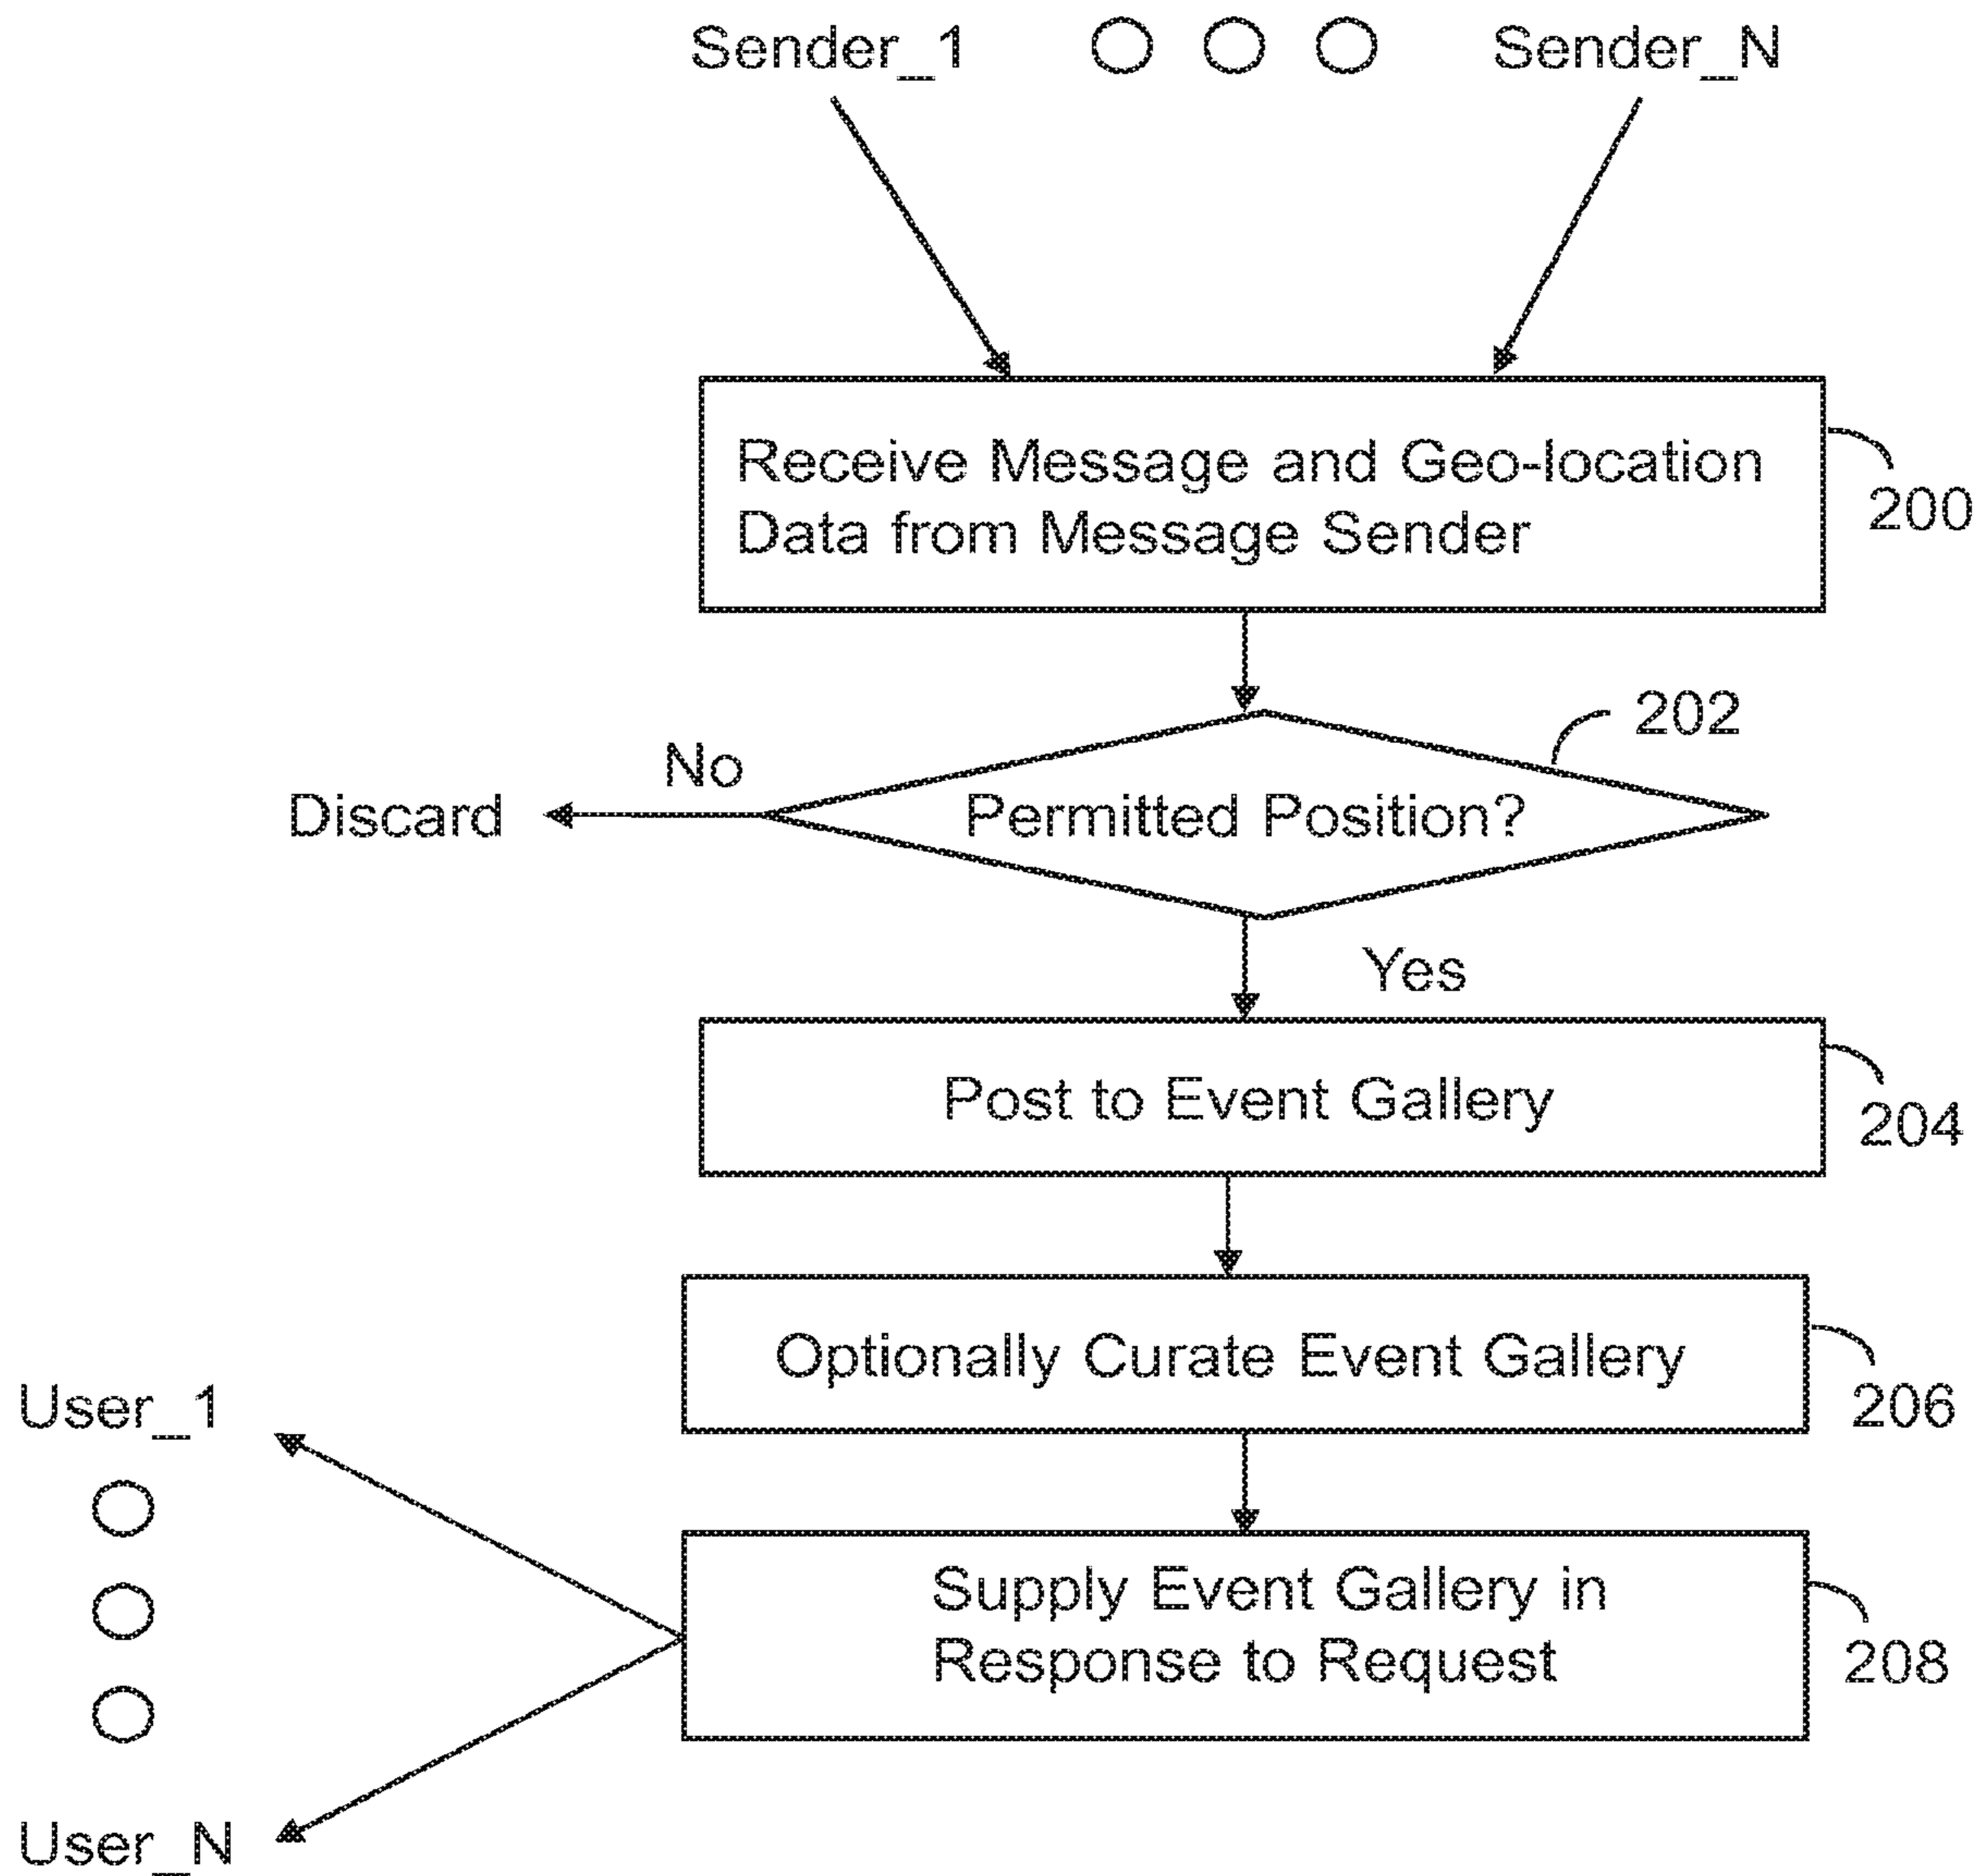 Sender_1
Sender_N
Receive Message and Geo-location
Data from Message Sender
200
202
No
Discard
Permitted Position?
Yes
Post to Event Gallery
204
Optionally Curate Event Gallery
206
User_1
Supply Event Gallery in
Response to Request
208
User_N